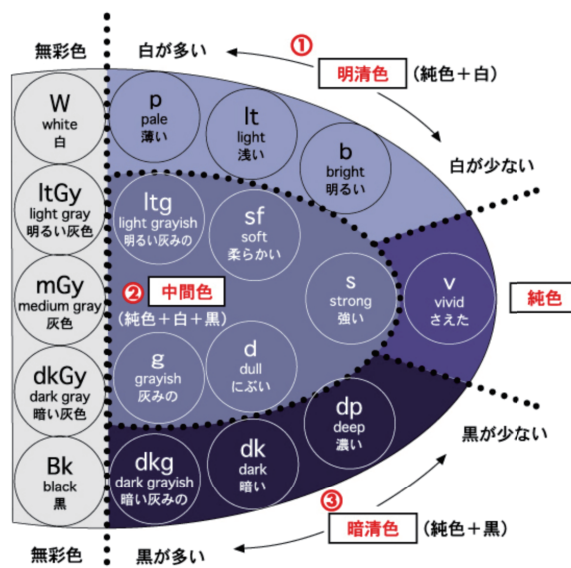 無彩色
白が多い
①
明清色
(純色＋白)
白が少ない
W
white
白
p
pale
薄い
lt
light
浅い
b
bright
明るい
ltGy
light gray
明るい灰色
ltg
light grayish
明るい灰みの
sf
soft
柔らかい
mGy
medium gray
灰色
② 中間色
(純色＋白＋黒)
s
strong
強い
v
vivid
さえた
純色
dkGy
dark gray
暗い灰色
g
grayish
灰みの
d
dull
にぶい
dp
deep
濃い
黒が少ない
Bk
black
黒
dkg
dark grayish
暗い灰みの
dk
dark
暗い
③
暗清色
(純色＋黒)
無彩色
黒が多い